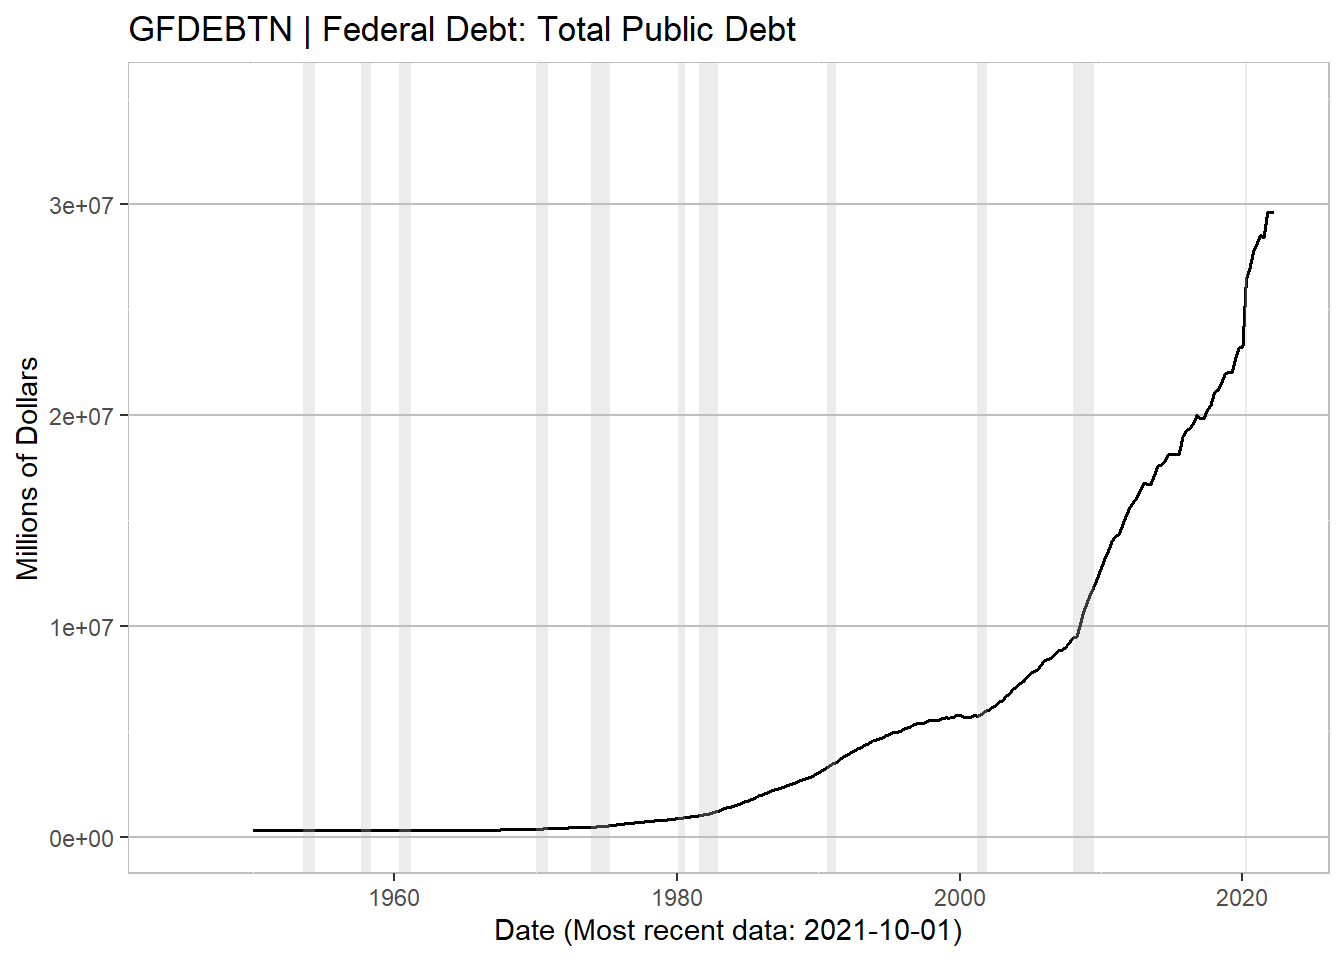 GFDEBTN | Federal Debt: Total Public Debt
Millions of Dollars
3e+07
2e+07
1e+07
0e+00
1960 1980 2000 2020
Date (Most recent data: 2021-10-01)